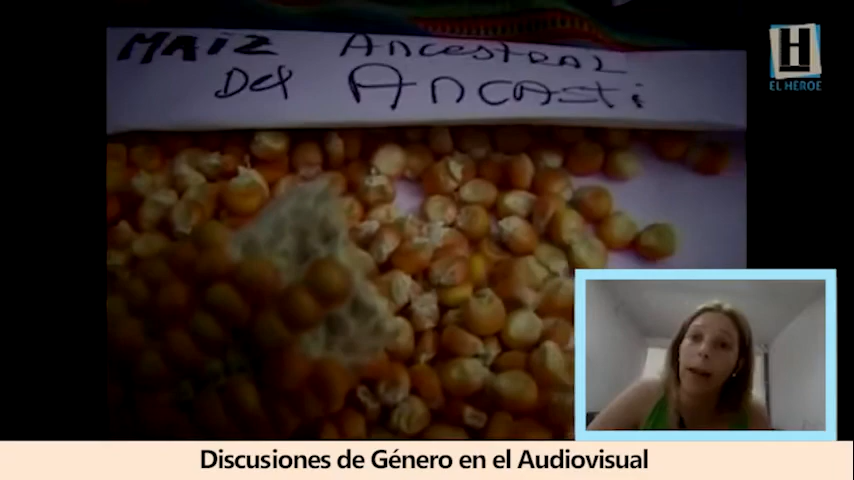 MAIZ ANCESTRAL
Del ANCASTi
H
EL HEROE
Discusiones de Género en el Audiovisual